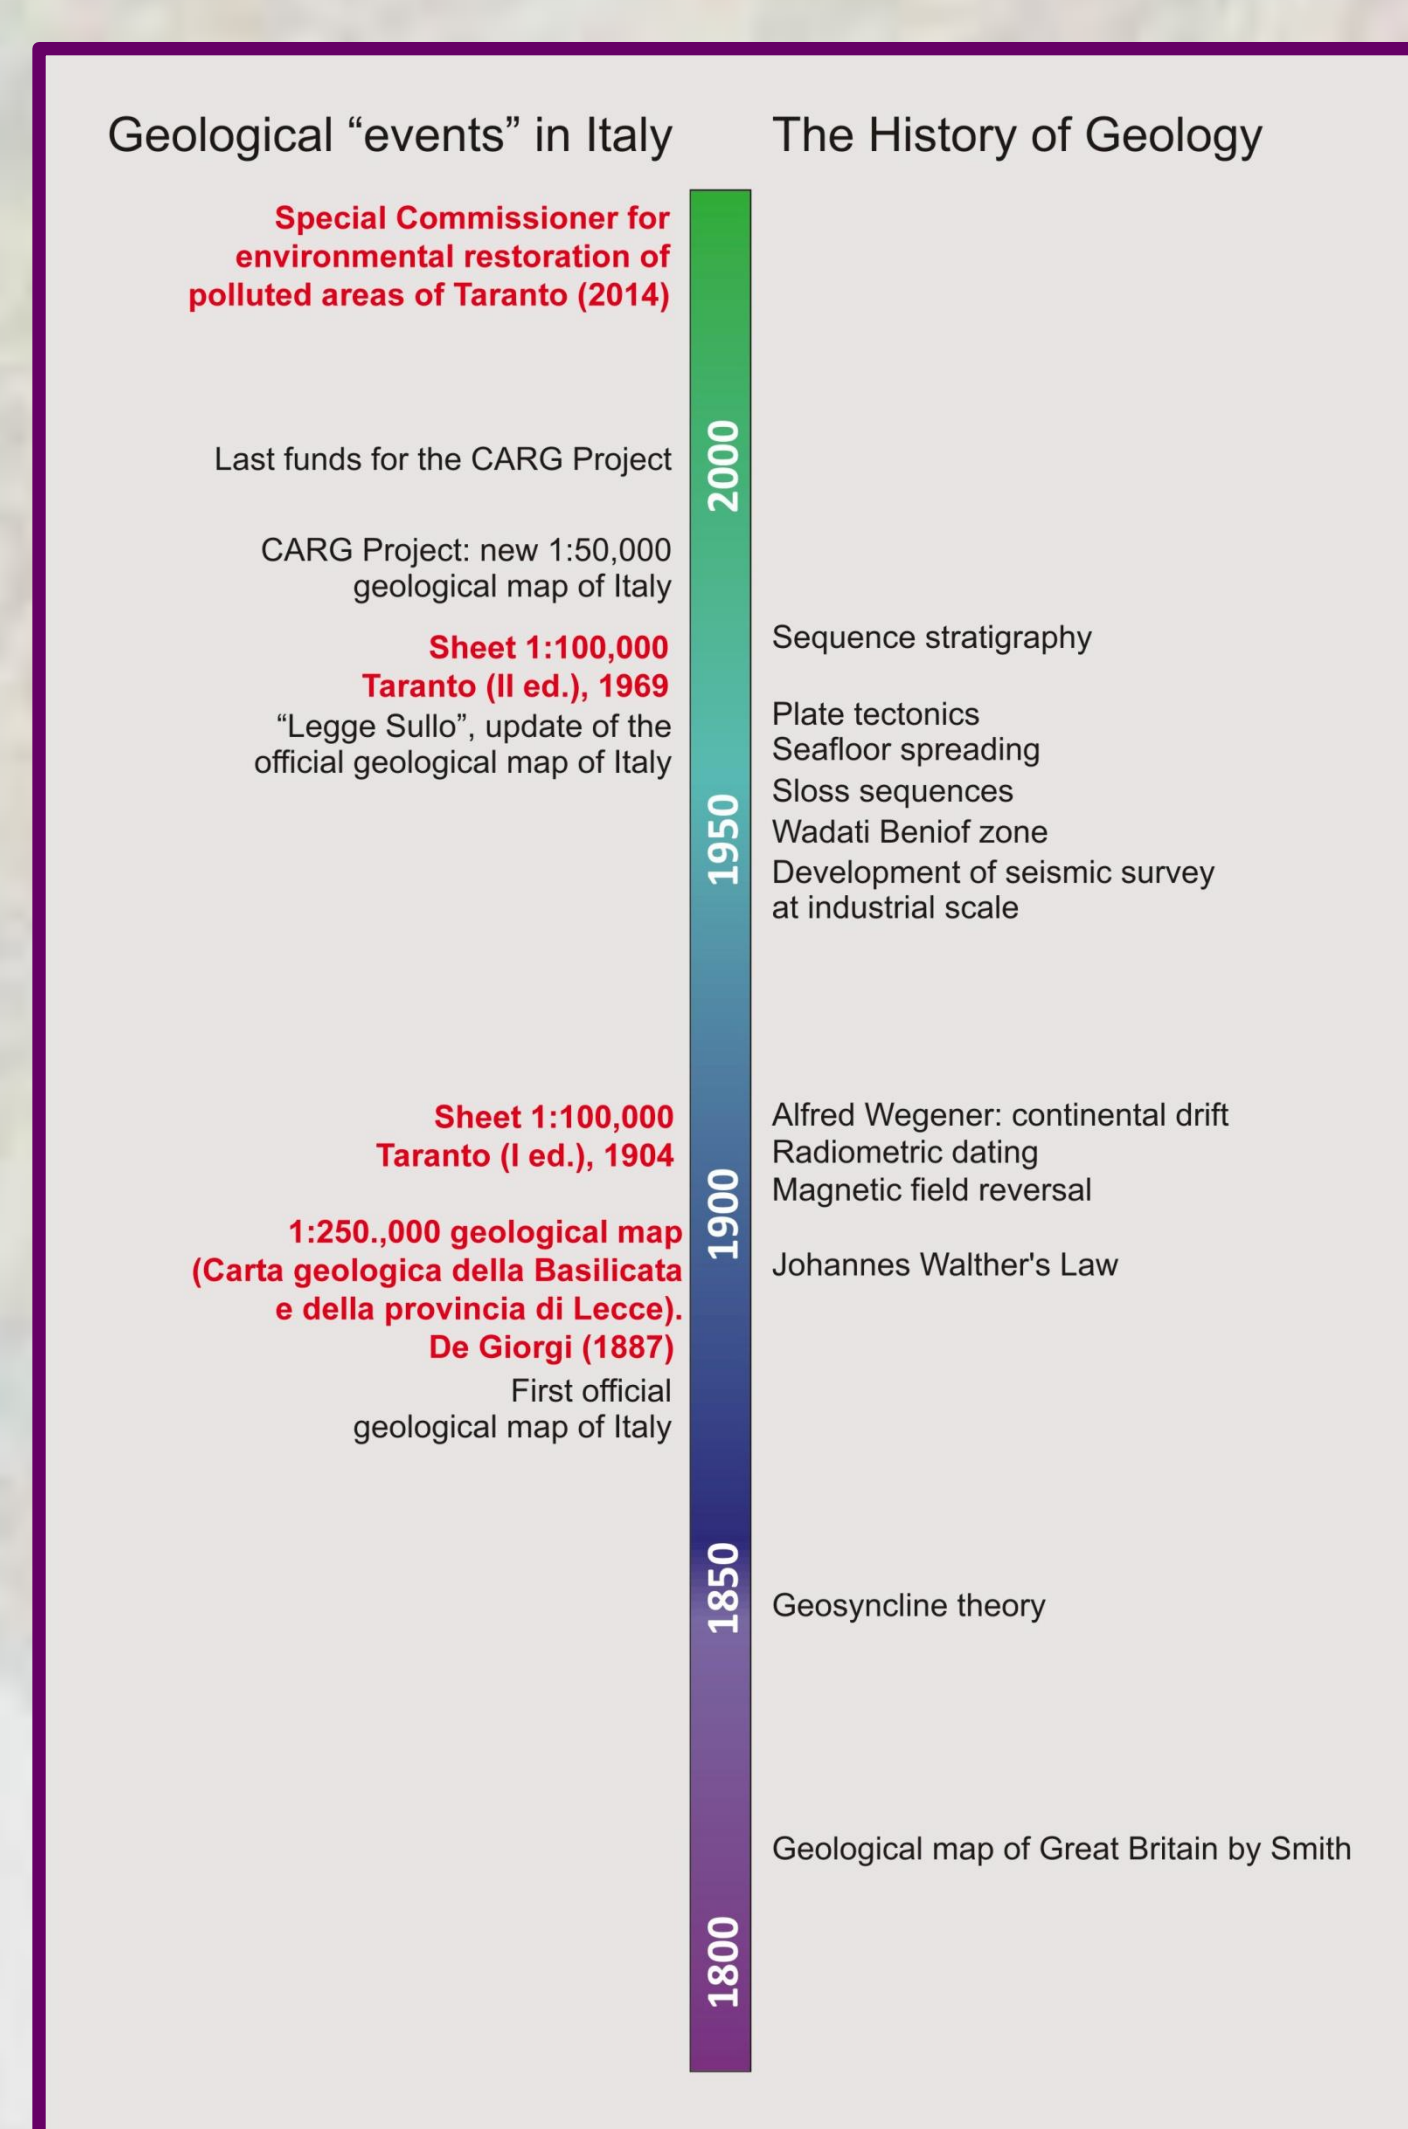 Geological “events” in Italy
Special Commissioner for
environmental restoration of
polluted areas of Taranto (2014)
Last funds for the CARG Project
CARG Project: new 1:50,000
geological map of Italy
Sheet 1:100,000
Taranto (II ed.), 1969
“Legge Sullo”, update of the
official geological map of Italy
Sheet 1:100,000
Taranto (I ed.), 1904
1:250.,000 geological map
(Carta geologica della Basilicata
e della provincia di Lecce).
De Giorgi (1887)
First official
geological map of Italy
2000
1950
1900
1850
1800
The History of Geology
Sequence stratigraphy
Plate tectonics
Seafloor spreading
Sloss sequences
Wadati Beniof zone
Development of seismic survey
at industrial scale
Alfred Wegener: continental drift
Radiometric dating
Magnetic field reversal
Johannes Walther's Law
Geosyncline theory
Geological map of Great Britain by Smith